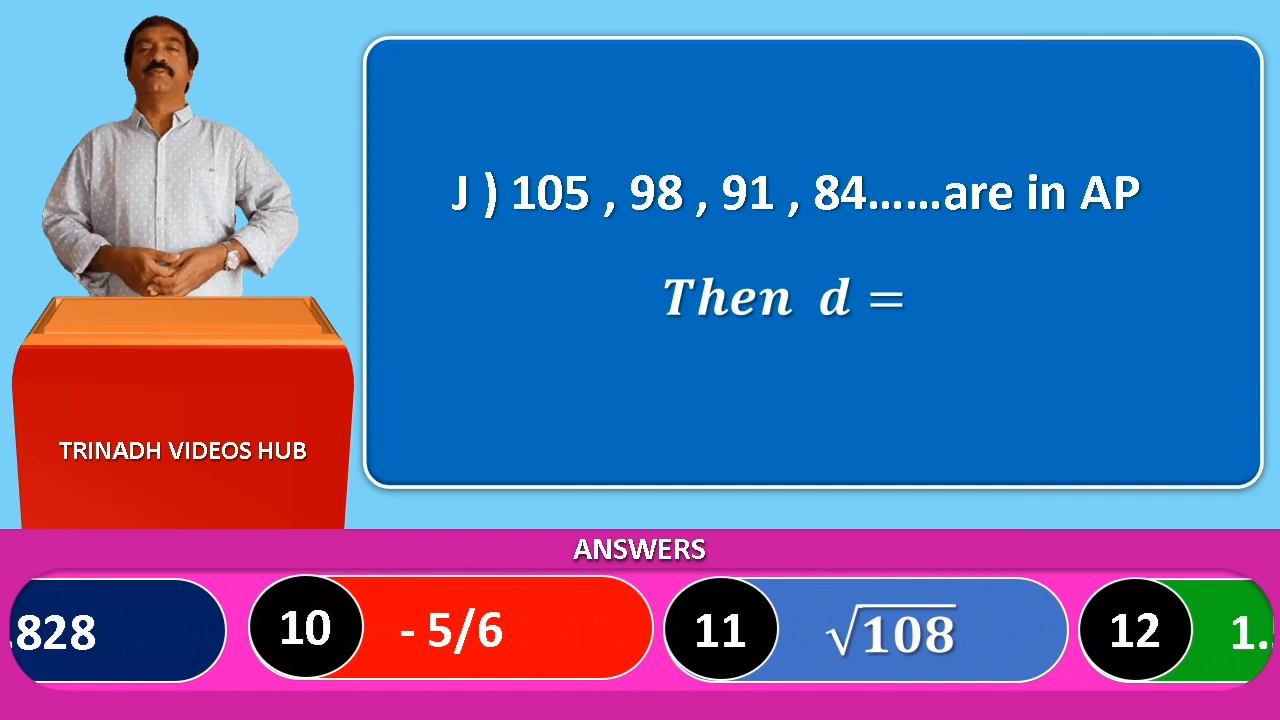 J ) 105 , 98 , 91 , 84......are in AP
Then d =
TRINADH VIDEOS HUB
ANSWERS
.828
10 - 5/6
11 √108
12 1.